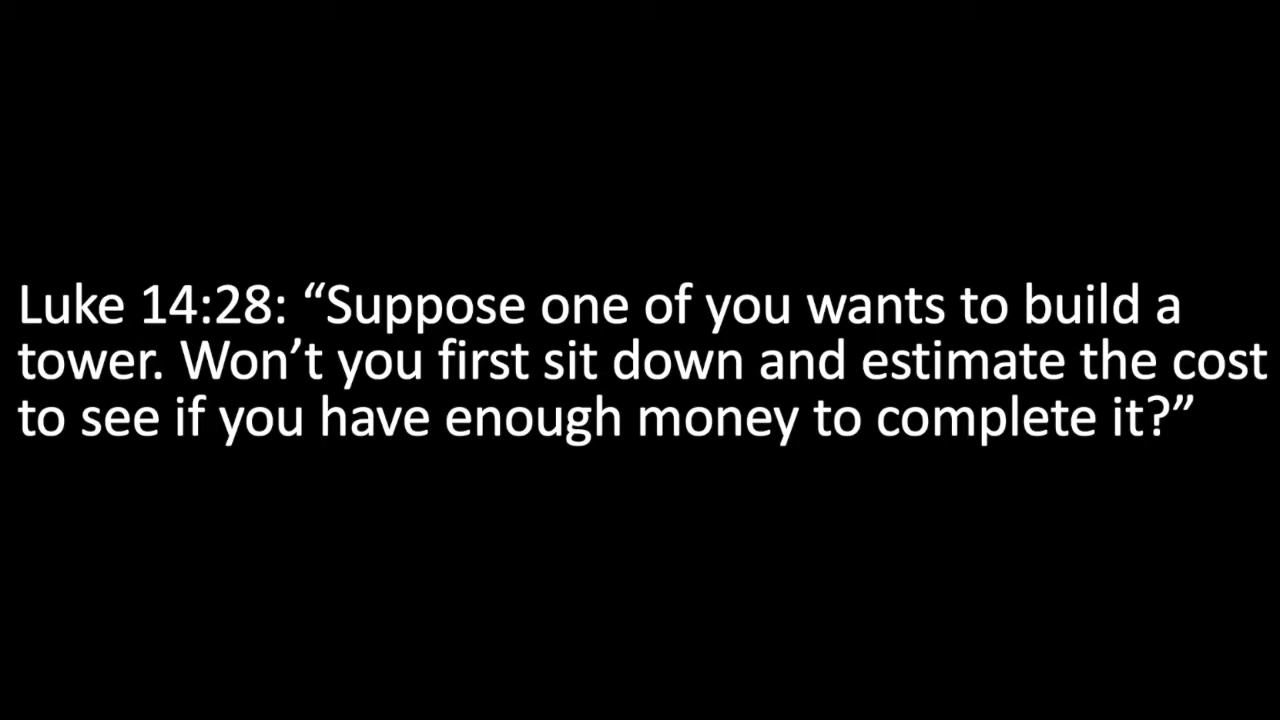 Luke 14:28: “Suppose one of you wants to build a
tower. Won’t you first sit down and estimate the cost
to see if you have enough money to complete it?”